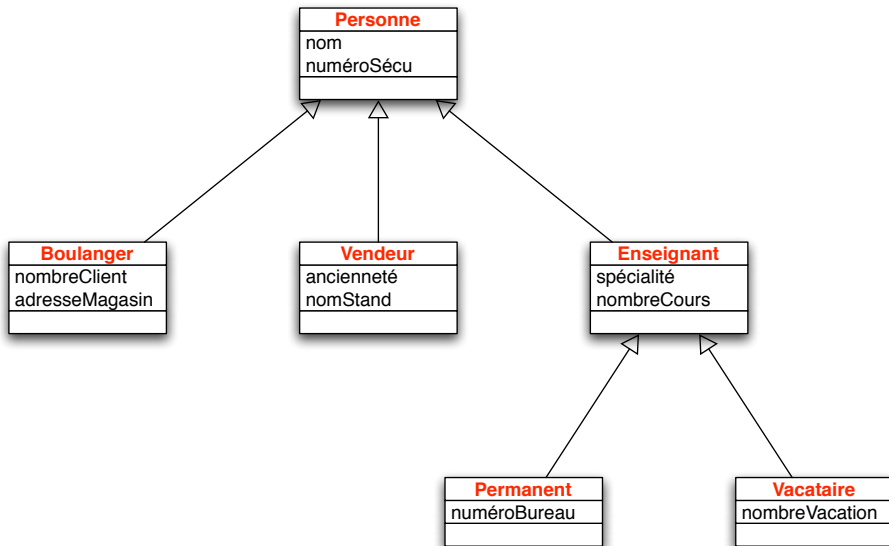 Personne
nom
numéroSécu
Boulanger
nombreClient
adresseMagasin
Vendeur
ancienneté
nomStand
Enseignant
spécialité
nombreCours
Permanent
numéroBureau
Vacataire
nombreVacation